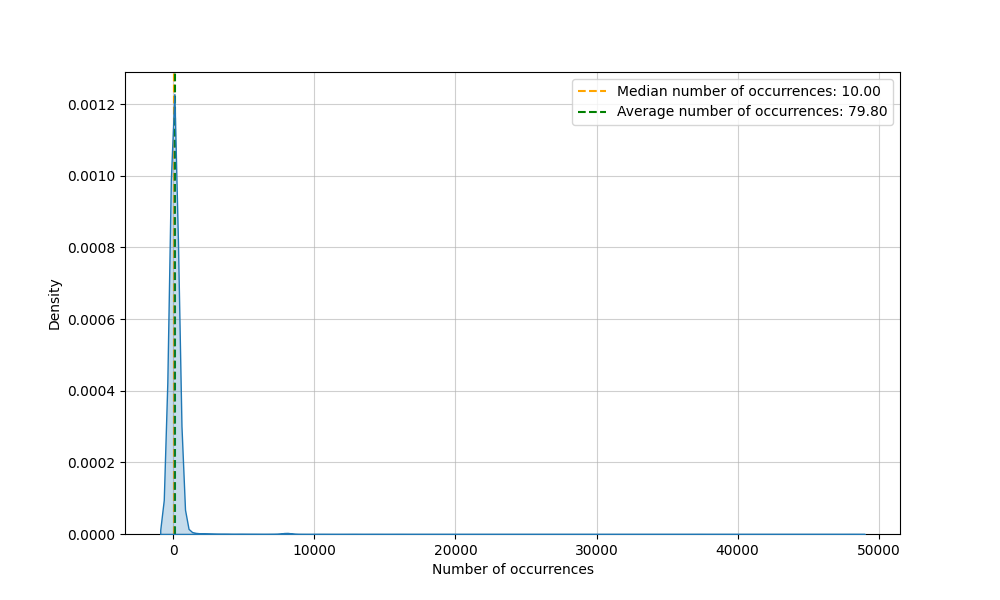 Median number of occurrences: 10.00
Average number of occurrences: 79.80
0.0012
0.0010
0.0008
0.0006
0.0004
0.0002
0.0000
Density
0 10000 20000 30000 40000 50000
Number of occurrences